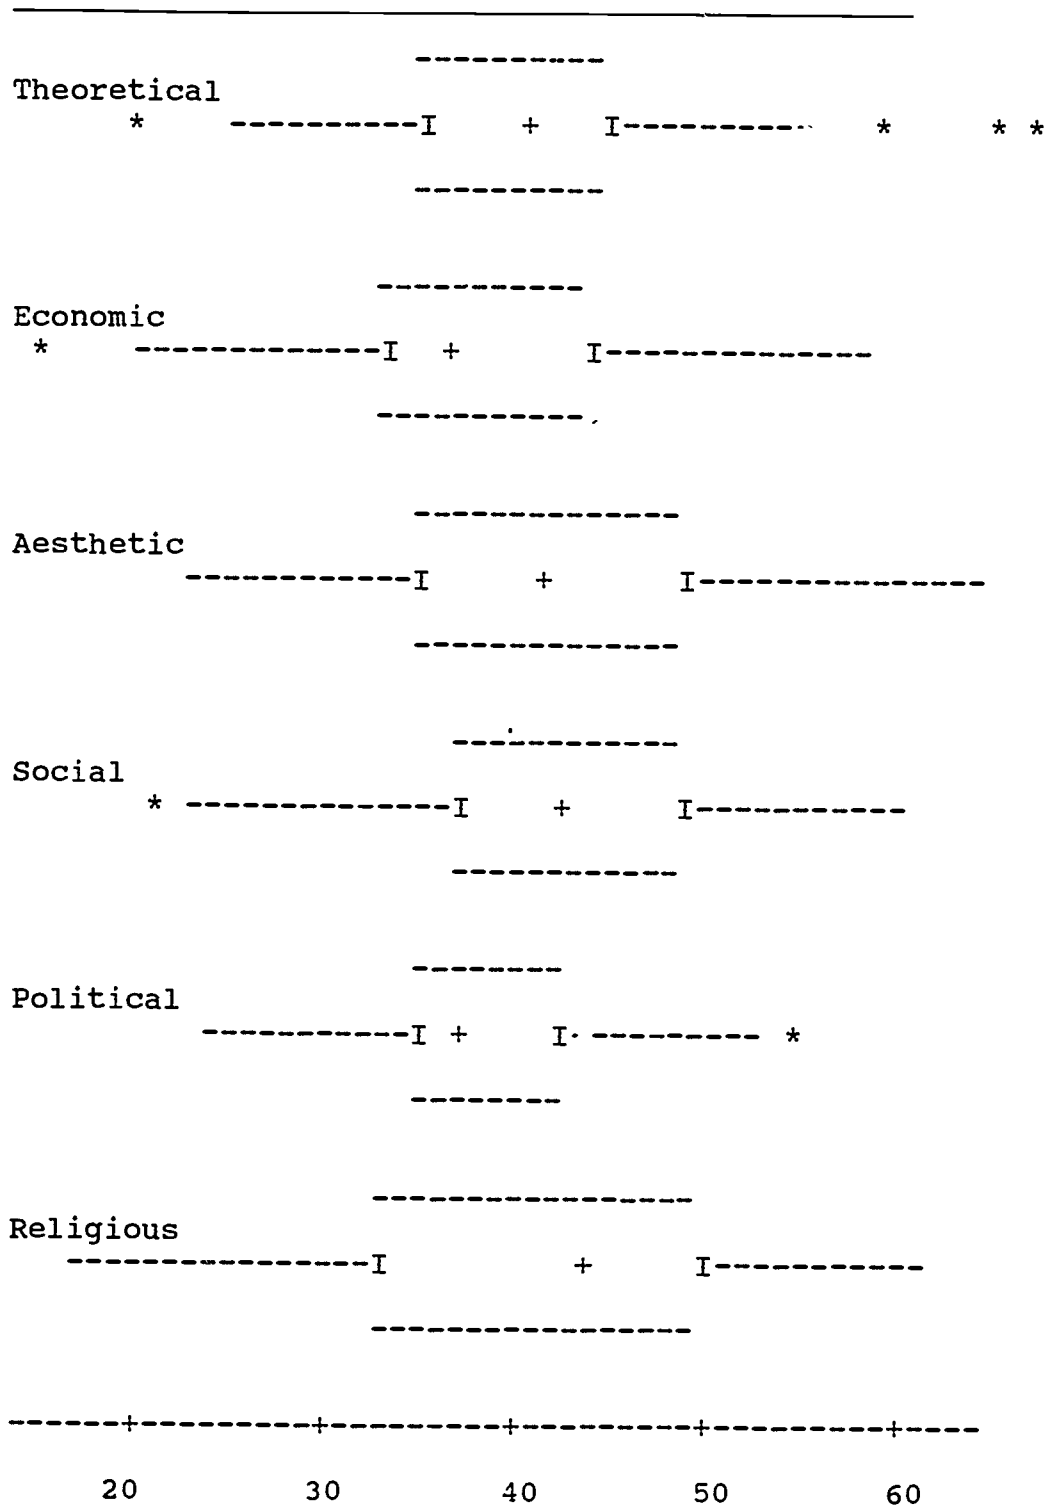 ----------
Theoretical
* ----------I + I---------- * * *
----------
-----------
Economic
* -------------I + I--------------
-----------
--------------
Aesthetic
------------I + I---------------
--------------
------------
Social
* --------------I + I-----------
------------
--------
Political
-----------I + I --------- *
--------
-----------------
Religious
----------------I + I-----------
-----------------
------+---------+---------+---------+---------+----
20 30 40 50 60